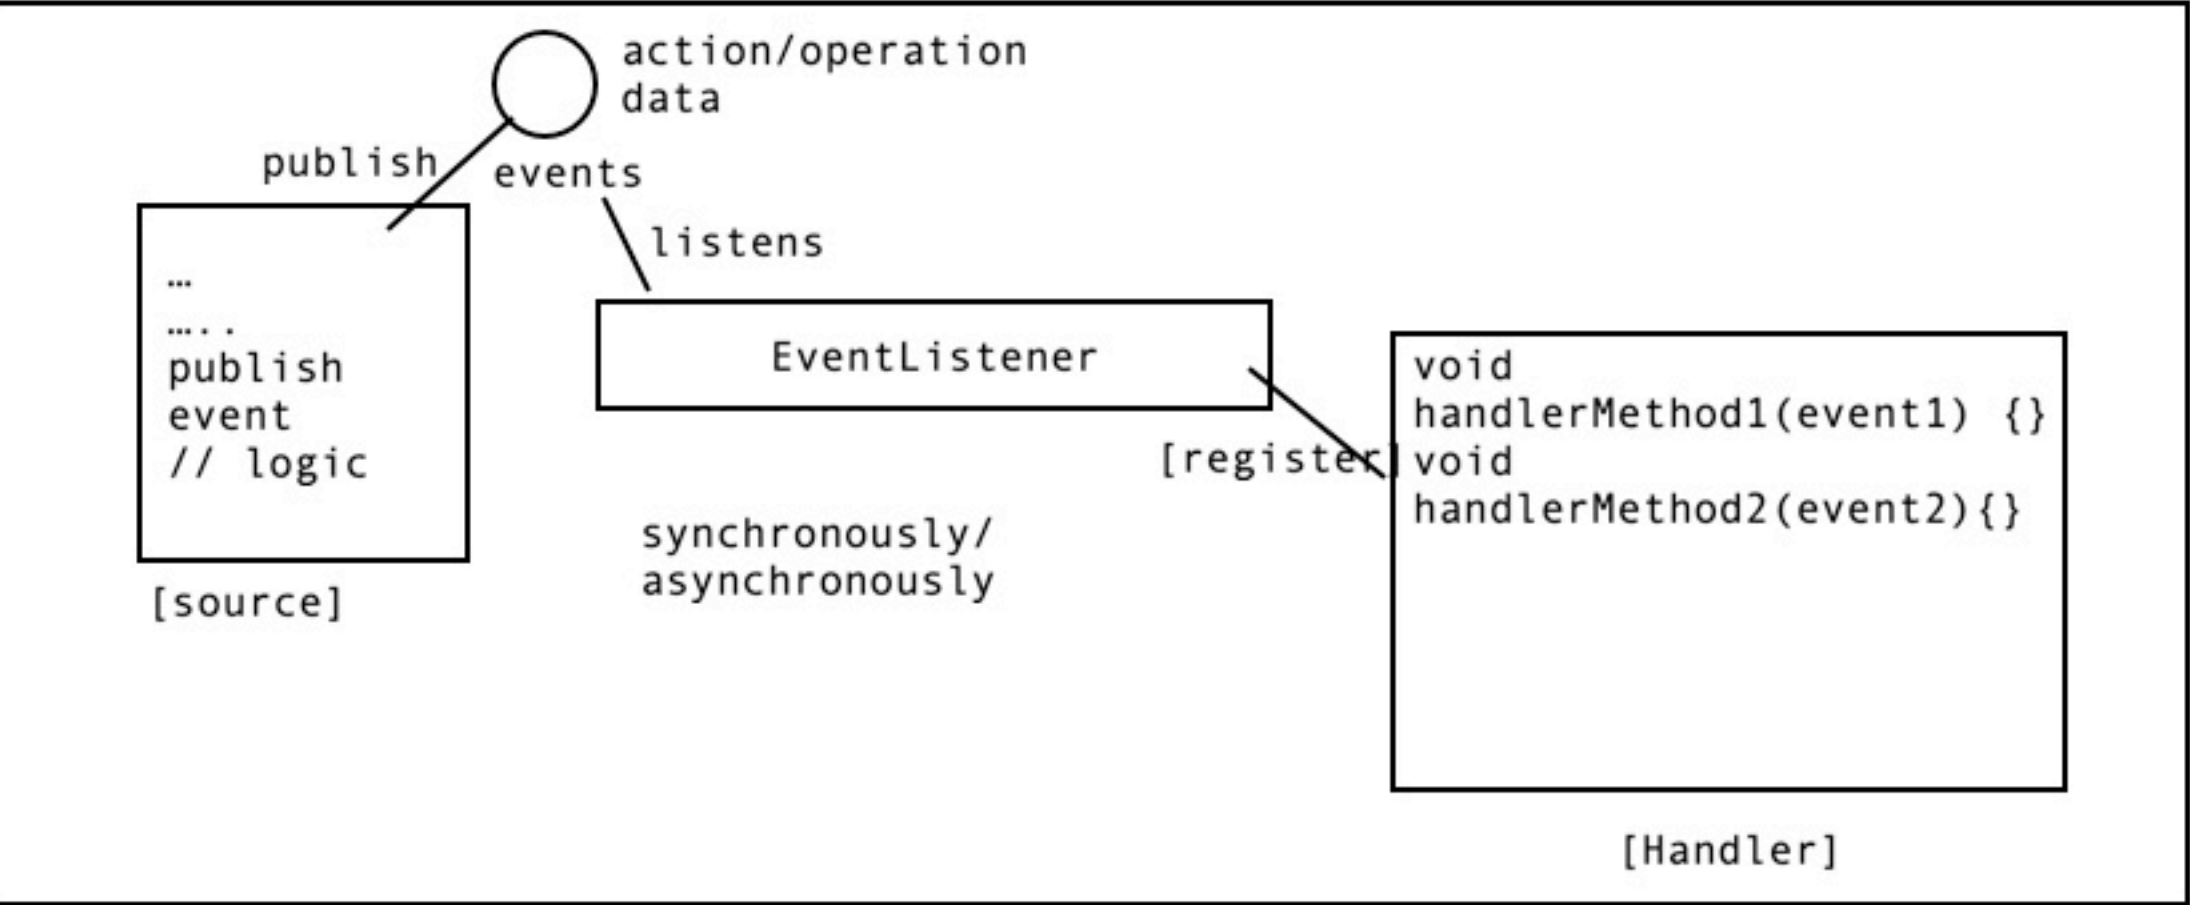 action/operation
data
publish
events
listens
…
…..
publish
event
// logic
[source]
EventListener
[register]
synchronously/
asynchronously
void
handlerMethod1(event1) {}
void
handlerMethod2(event2){}
[Handler]